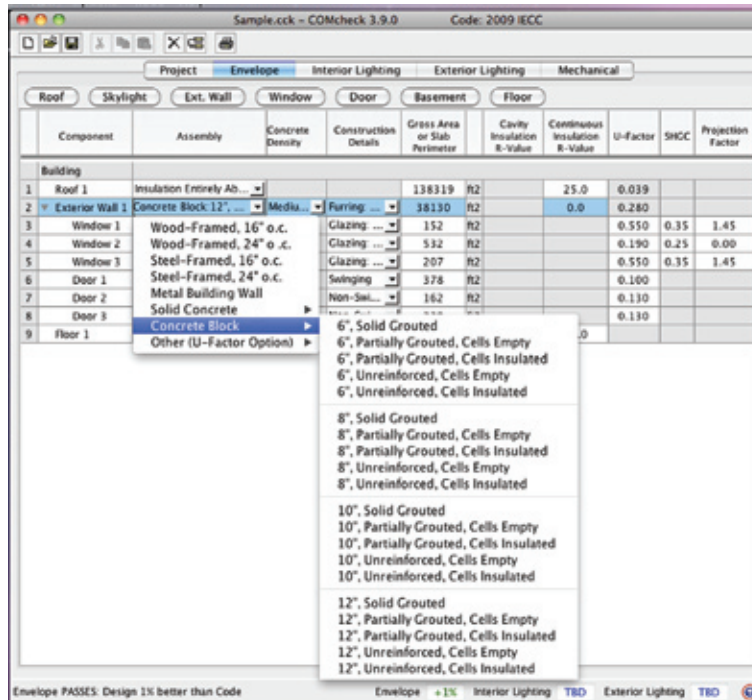 Sample.cck - COMcheck 3.9.0 Code: 2009 IECC
Project Envelope Interior Lighting Exterior Lighting Mechanical
Roof Skylight Ext. Wall Window Door Basement Floor
Component Assembly Concrete Density Construction Details Gross Area or Slab Perimeter Cavity Insulation R-Value Continuous Insulation R-Value U-Factor SHGC Projection Factor
Building
1 Roof 1 Insulation Entirely Ab... 138319 ft2 25.0 0.039
2 Exterior Wall 1 Concrete Block:12", ... Mediu... Furring: ... 38130 ft2 0.0 0.280
3 Window 1 Glazing: ... 152 ft2 0.550 0.35 1.45
4 Window 2 Glazing: ... 532 ft2 0.190 0.25 0.00
5 Window 3 Glazing: ... 207 ft2 0.550 0.35 1.45
6 Door 1 Swinging 378 ft2 0.100
7 Door 2 Non-Swi... 162 ft2 0.130
8 Door 3 0.130
9 Floor 1
Wood-Framed, 16" o.c.
Wood-Framed, 24" o .c.
Steel-Framed, 16" o.c.
Steel-Framed, 24" o.c.
Metal Building Wall
Solid Concrete
Concrete Block
Other (U-Factor Option)
6", Solid Grouted
6", Partially Grouted, Cells Empty
6", Partially Grouted, Cells Insulated
6", Unreinforced, Cells Empty
6", Unreinforced, Cells Insulated
8", Solid Grouted
8", Partially Grouted, Cells Empty
8", Partially Grouted, Cells Insulated
8", Unreinforced, Cells Empty
8", Unreinforced, Cells Insulated
10", Solid Grouted
10", Partially Grouted, Cells Empty
10", Partially Grouted, Cells Insulated
10", Unreinforced, Cells Empty
10", Unreinforced, Cells Insulated
12", Solid Grouted
12", Partially Grouted, Cells Empty
12", Partially Grouted, Cells Insulated
12", Unreinforced, Cells Empty
12", Unreinforced, Cells Insulated
Envelope PASSES: Design 1% better than Code Envelope +1% Interior Lighting TBD Exterior Lighting TBD